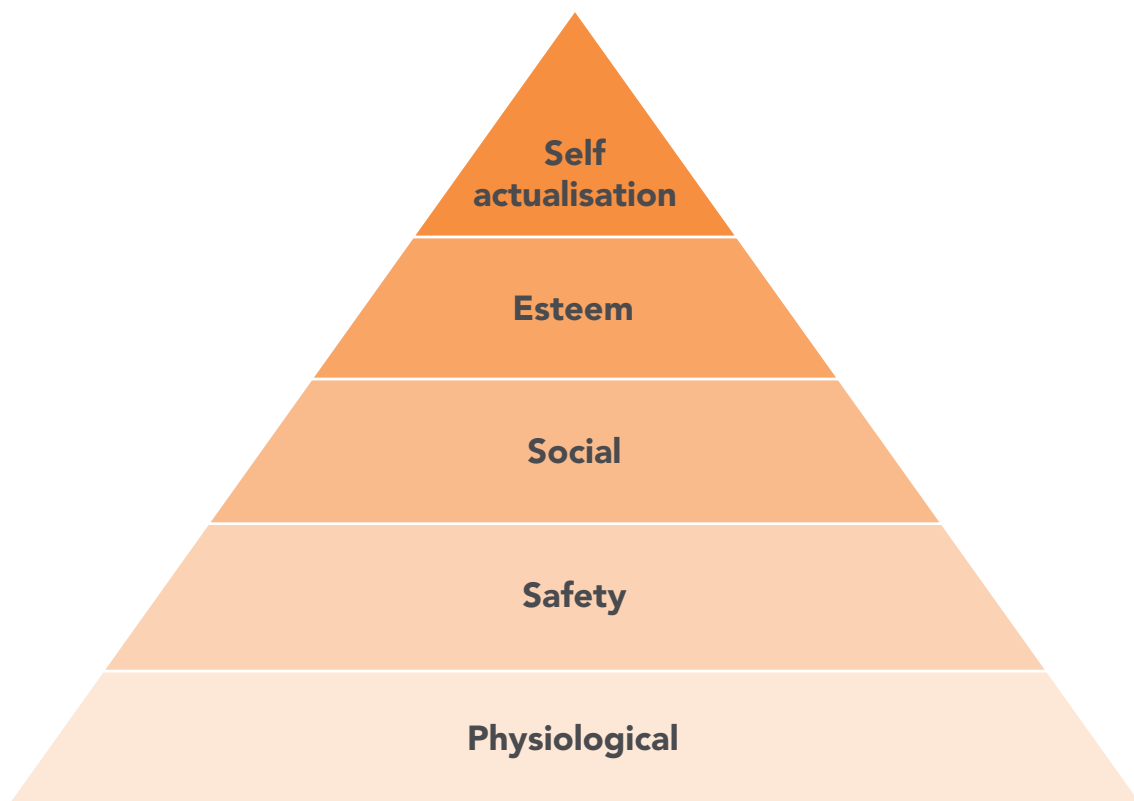 Self
actualisation
Esteem
Social
Safety
Physiological